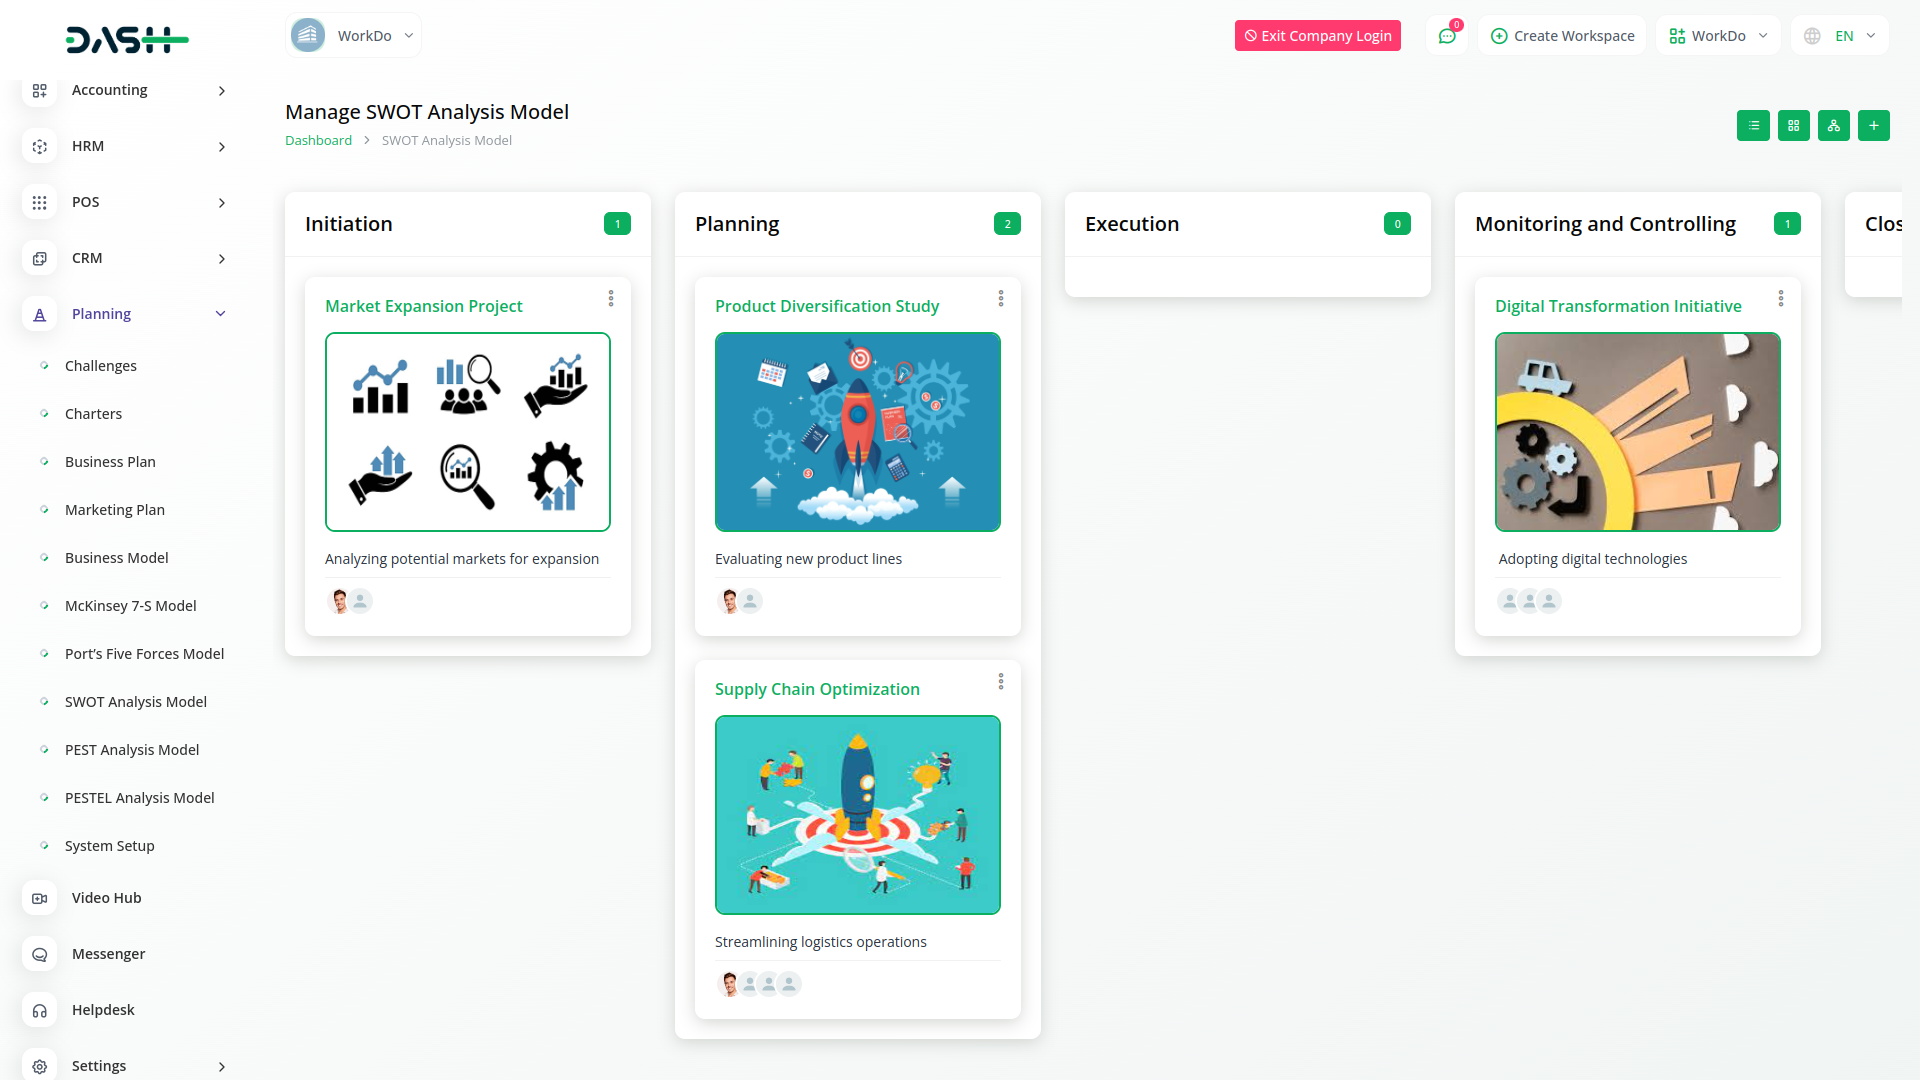 DASH
WorkDo
Exit Company Login
0
Create Workspace
WorkDo
EN
Accounting
HRM
POS
CRM
Planning
Challenges
Charters
Business Plan
Marketing Plan
Business Model
McKinsey 7-S Model
Port’s Five Forces Model
SWOT Analysis Model
PEST Analysis Model
PESTEL Analysis Model
System Setup
Video Hub
Messenger
Helpdesk
Settings
Manage SWOT Analysis Model
Dashboard > SWOT Analysis Model
Initiation 1
Market Expansion Project
Analyzing potential markets for expansion
Planning 2
Product Diversification Study
Evaluating new product lines
Supply Chain Optimization
Streamlining logistics operations
Execution 0
Monitoring and Controlling 1
Digital Transformation Initiative
Adopting digital technologies
Clos